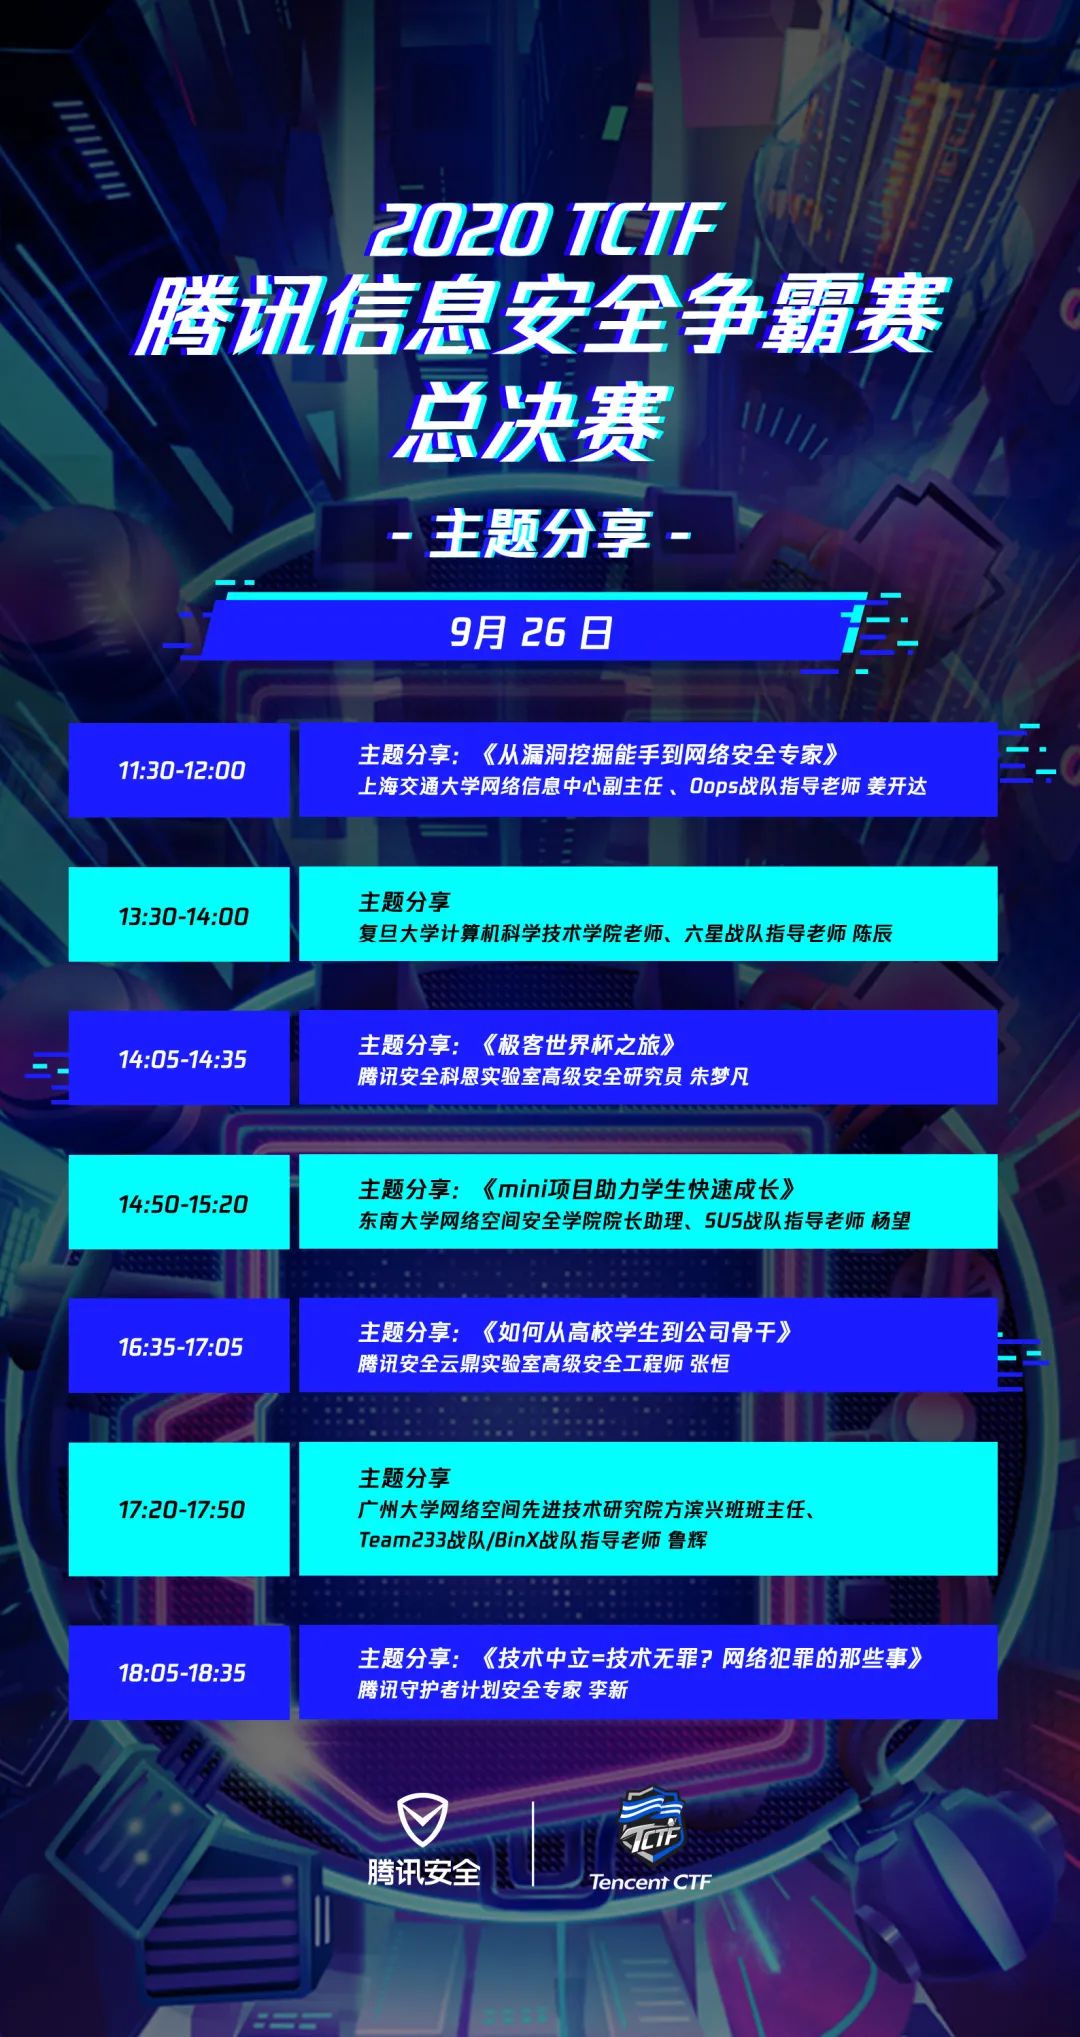 2020 TCTF
腾讯信息安全争霸赛
总决赛
- 主题分享 -
9月 26 日
11:30-12:00
主题分享：《从漏洞挖掘能手到网络安全专家》
上海交通大学网络信息中心副主任 、0ops战队指导老师 姜开达
13:30-14:00
主题分享
复旦大学计算机科学技术学院老师、六星战队指导老师 陈辰
14:05-14:35
主题分享：《极客世界杯之旅》
腾讯安全科恩实验室高级安全研究员 朱梦凡
14:50-15:20
主题分享：《mini项目助力学生快速成长》
东南大学网络空间安全学院院长助理、SUS战队指导老师 杨望
16:35-17:05
主题分享：《如何从高校学生到公司骨干》
腾讯安全云鼎实验室高级安全工程师 张恒
17:20-17:50
主题分享
广州大学网络空间先进技术研究院方滨兴班班主任、
Team233战队/BinX战队指导老师 鲁辉
18:05-18:35
主题分享：《技术中立=技术无罪？网络犯罪的那些事》
腾讯守护者计划安全专家 李新
腾讯安全
TCTF
Tencent CTF